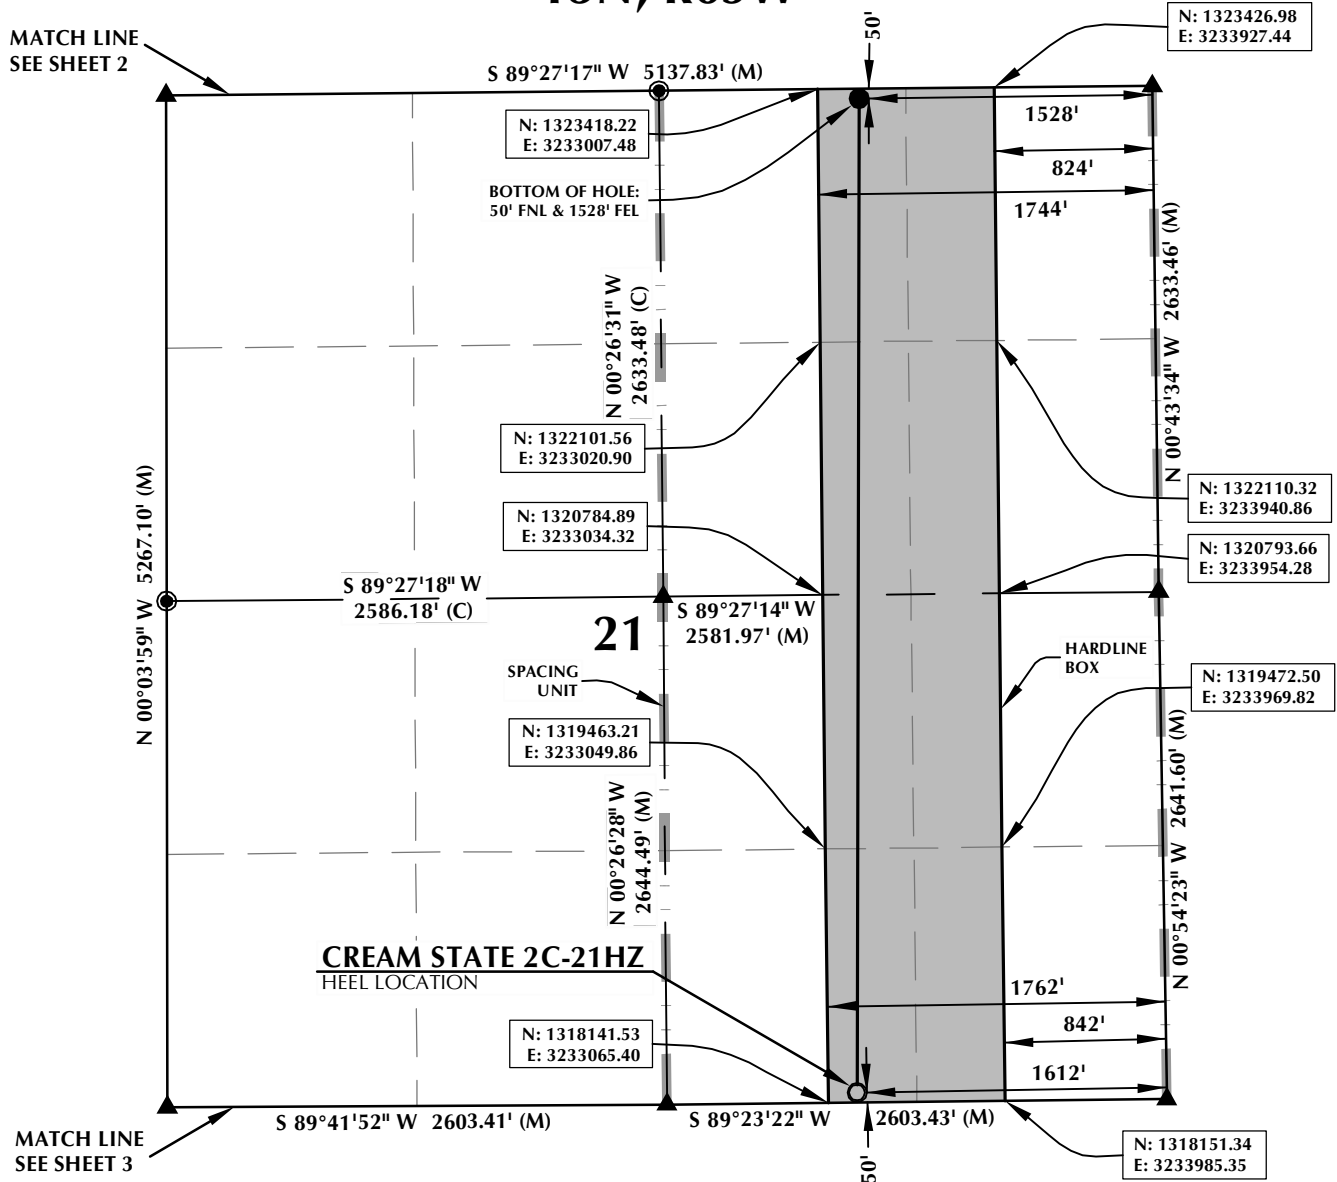 MATCH LINE
SEE SHEET 2
S 89°27'17" W 5137.83' (M)
50'
N: 1323426.98
E: 3233927.44
N: 1323418.22
E: 3233007.48
1528'
824'
1744'
BOTTOM OF HOLE:
50' FNL & 1528' FEL
N 00°26'31" W
2633.48' (C)
N 00°43'34" W 2633.46' (M)
N: 1322101.56
E: 3233020.90
N: 1322110.32
E: 3233940.86
N: 1320784.89
E: 3233034.32
N: 1320793.66
E: 3233954.28
N 00°03'59" W 5267.10' (M)
S 89°27'18" W
2586.18' (C)
S 89°27'14" W
2581.97' (M)
21
SPACING
UNIT
HARDLINE
BOX
N: 1319472.50
E: 3233969.82
N: 1319463.21
E: 3233049.86
N 00°26'28" W
2644.49' (M)
N 00°54'23" W 2641.60' (M)
CREAM STATE 2C-21HZ
HEEL LOCATION
1762'
842'
1612'
N: 1318141.53
E: 3233065.40
S 89°41'52" W 2603.41' (M)
S 89°23'22" W 2603.43' (M)
50'
MATCH LINE
SEE SHEET 3
N: 1318151.34
E: 3233985.35